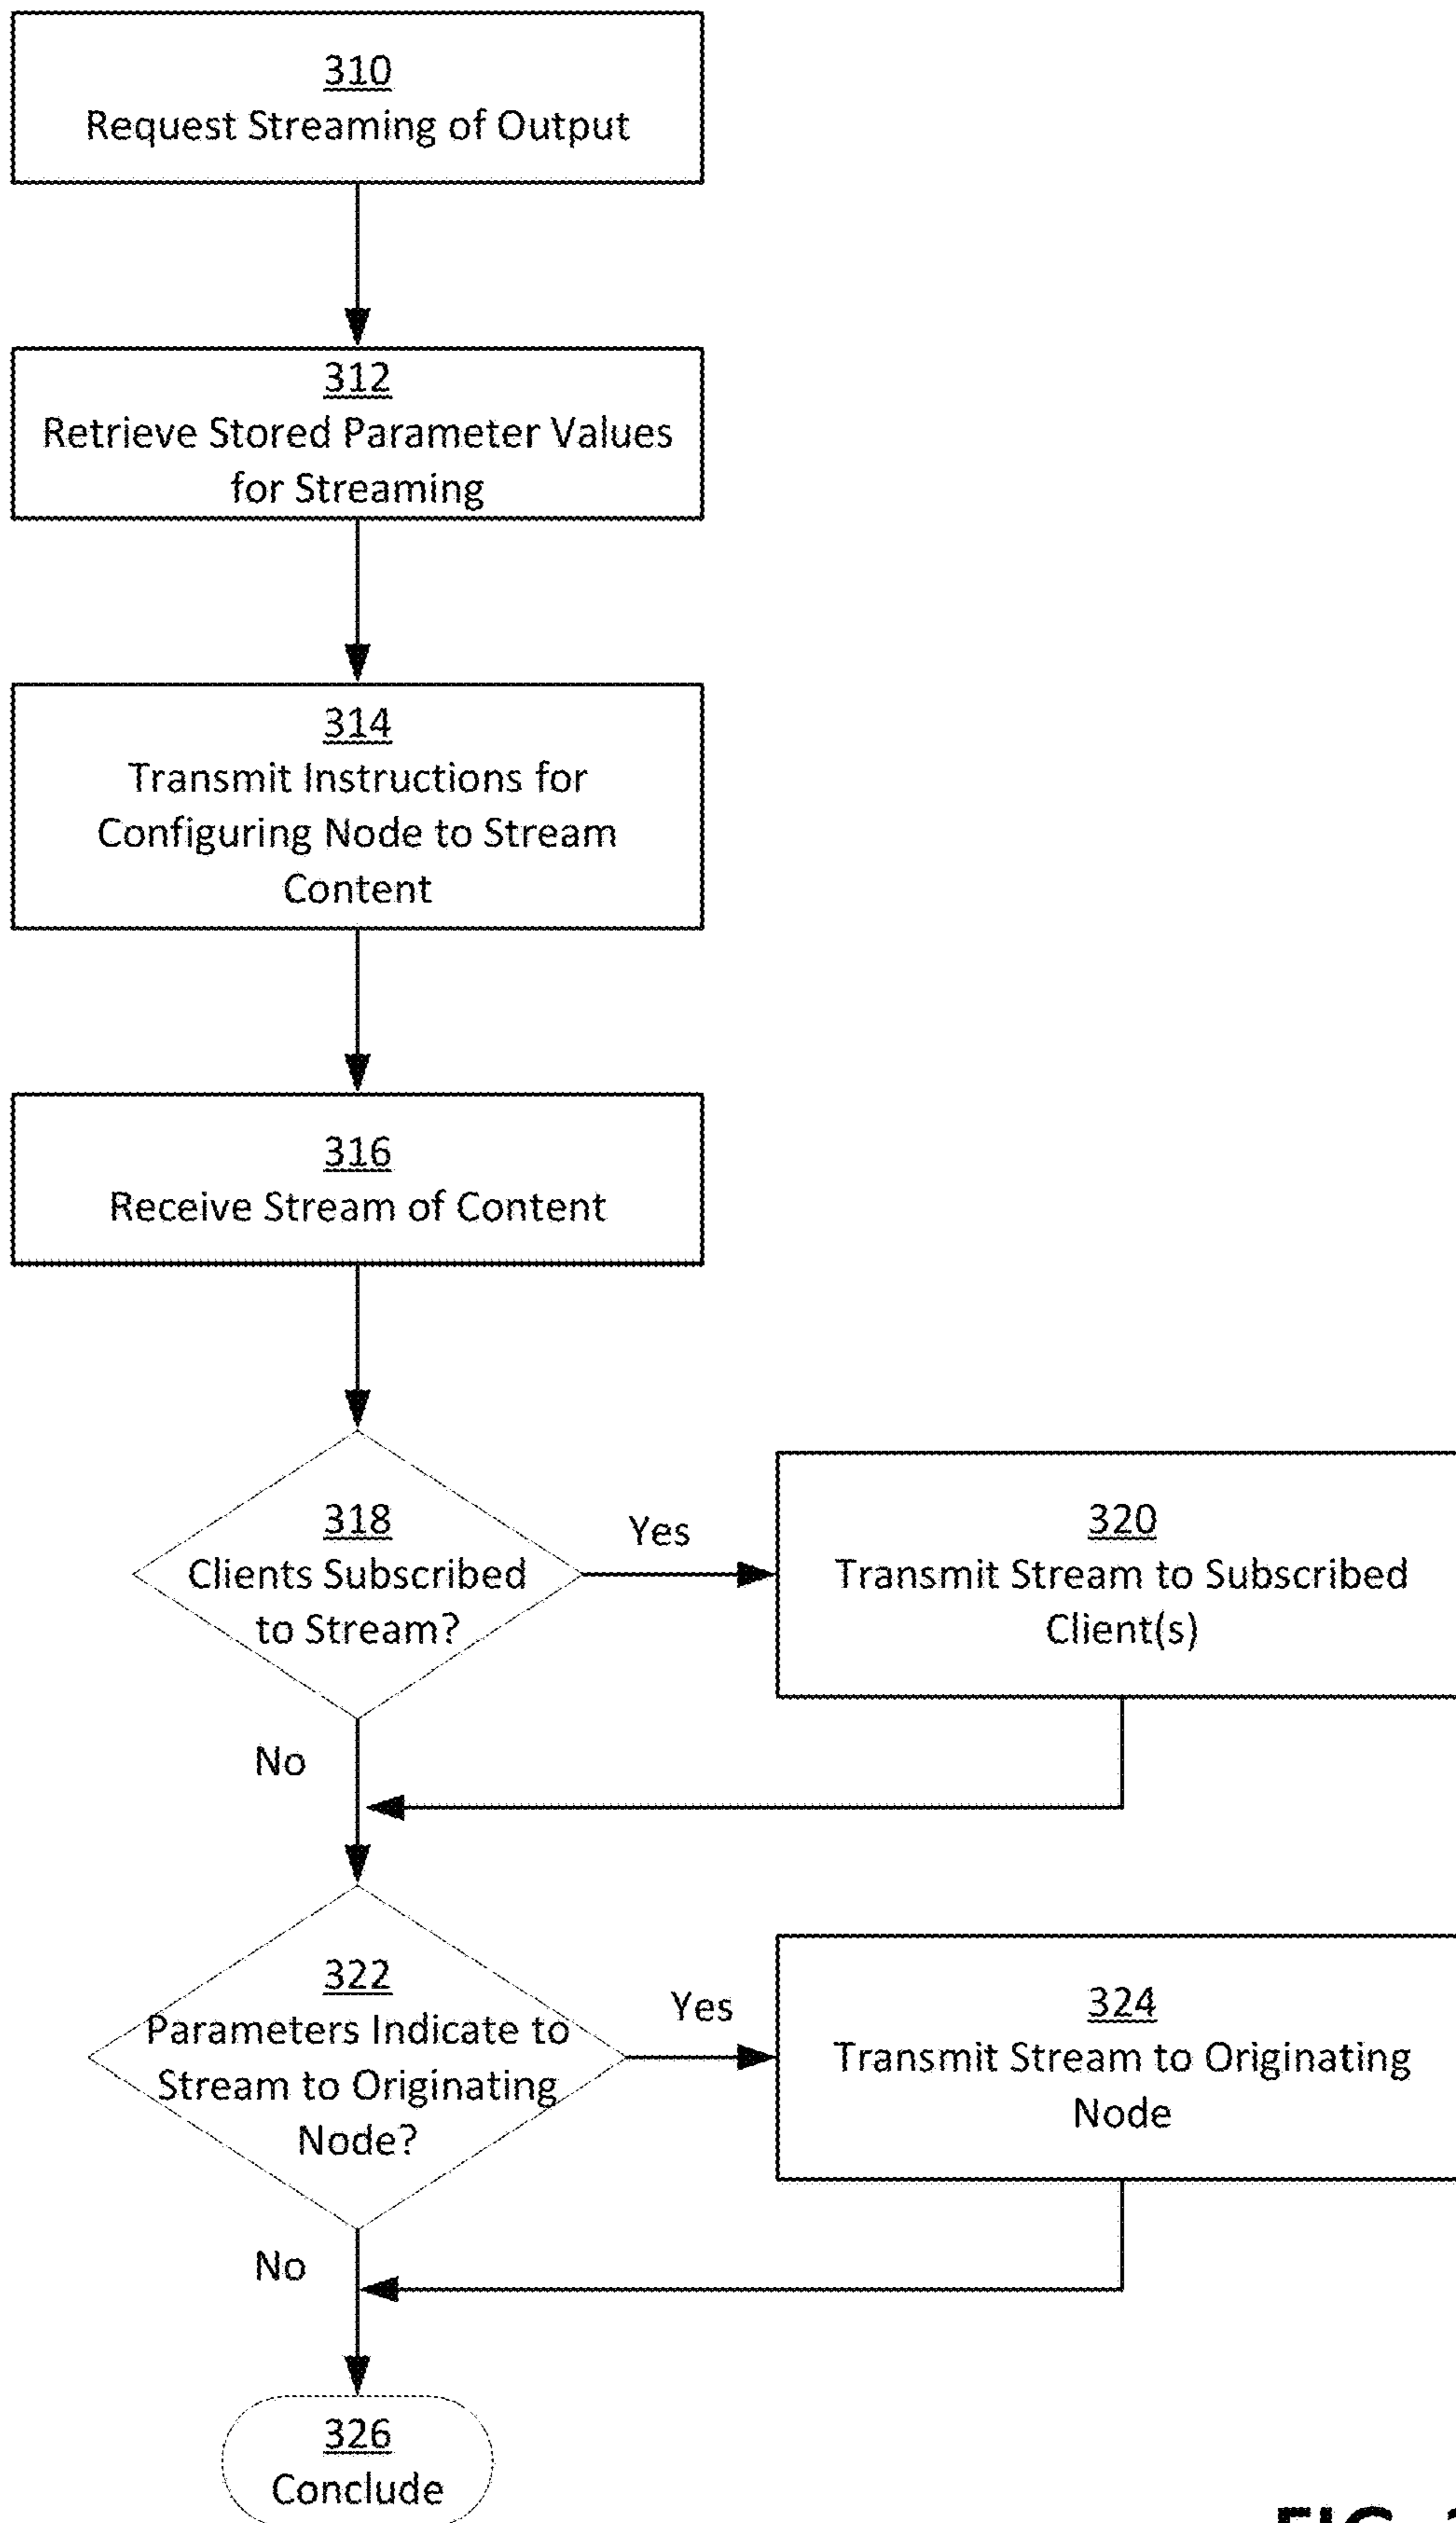 310
Request Streaming of Output
312
Retrieve Stored Parameter Values
for Streaming
314
Transmit Instructions for
Configuring Node to Stream
Content
316
Receive Stream of Content
318
Clients Subscribed
to Stream?
Yes
320
Transmit Stream to Subscribed
Client(s)
No
322
Parameters Indicate to
Stream to Originating
Node?
Yes
324
Transmit Stream to Originating
Node
No
326
Conclude
FIG.